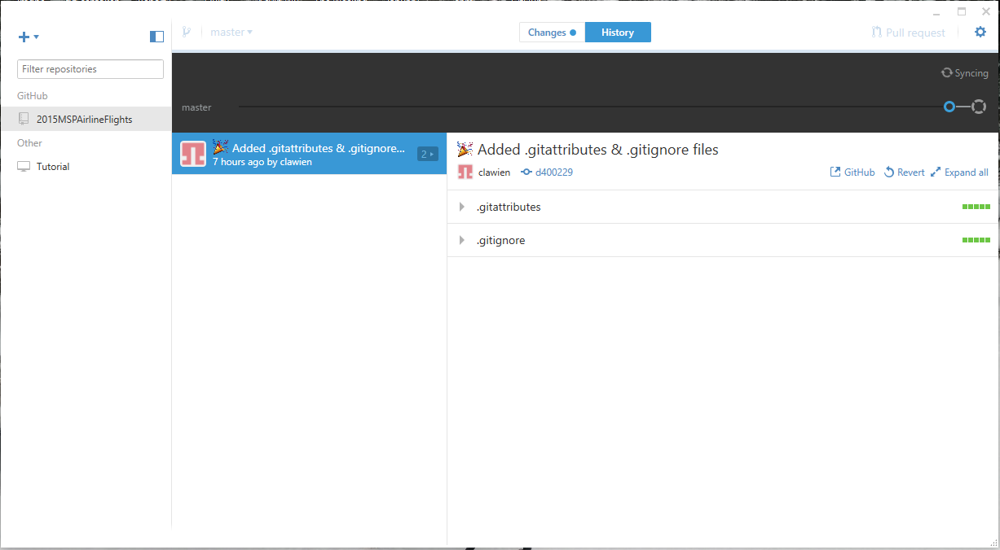 master
Changes
History
Pull request
Filter repositories
GitHub
2015MSPAirlineFlights
Other
Tutorial
Syncing
master
Added .gitattributes & .gitignore...
7 hours ago by clawien
2
Added .gitattributes & .gitignore files
clawien
d400229
GitHub
Revert
Expand all
.gitattributes
.gitignore